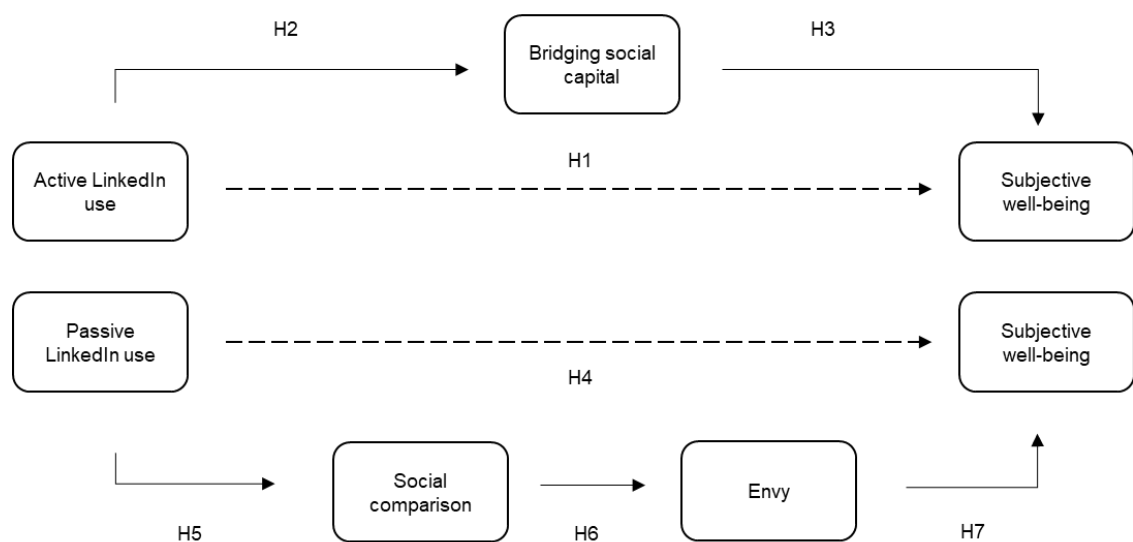 H2
Bridging social
capital
H3
Active LinkedIn
use
H1
Subjective
well-being
Passive
LinkedIn use
H4
Subjective
well-being
H5
Social
comparison
H6
Envy
H7